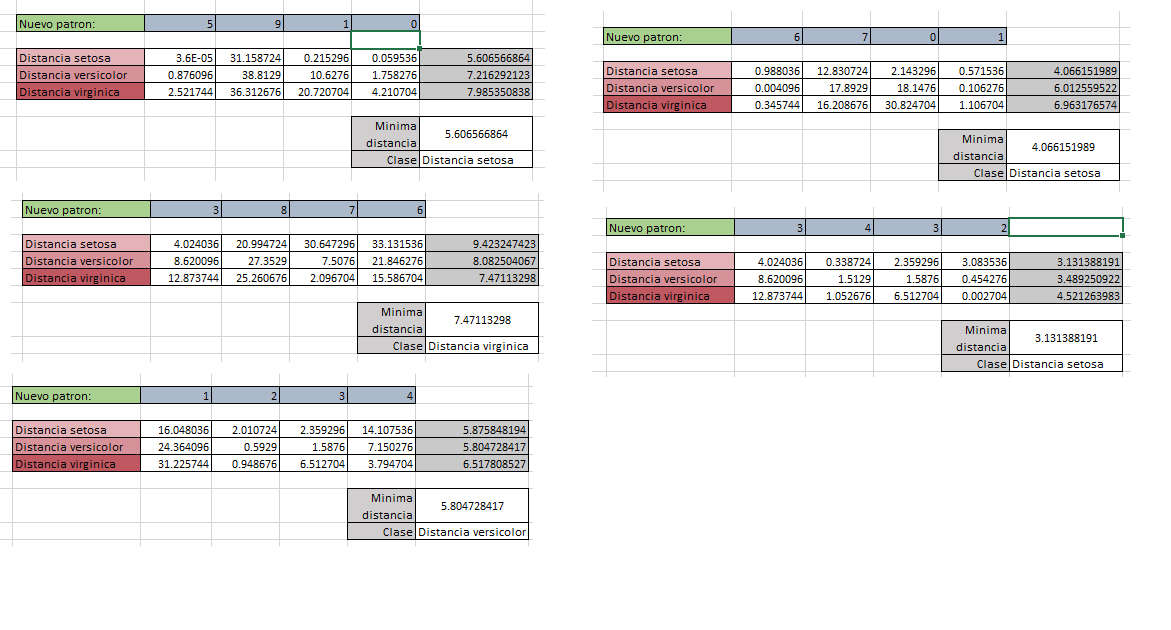 Nuevo patron: 5 9 1 0
Distancia setosa 3.6E-05 31.158724 0.215296 0.059536 5.606566864
Distancia versicolor 0.876096 38.8129 10.6276 1.758276 7.216292123
Distancia virginica 2.521744 36.312676 20.720704 4.210704 7.985350838
Minima
distancia
5.606566864
Clase Distancia setosa
Nuevo patron: 3 8 7 6
Distancia setosa 4.024036 20.994724 30.647296 33.131536 9.423247423
Distancia versicolor 8.620096 27.3529 7.5076 21.846276 8.082504067
Distancia virginica 12.873744 25.260676 2.096704 15.586704 7.47113298
Minima
distancia
7.47113298
Clase Distancia virginica
Nuevo patron: 1 2 3 4
Distancia setosa 16.048036 2.010724 2.359296 14.107536 5.875848194
Distancia versicolor 24.364096 0.5929 1.5876 7.150276 5.804728417
Distancia virginica 31.225744 0.948676 6.512704 3.794704 6.517808527
Minima
distancia
5.804728417
Clase Distancia versicolor
Nuevo patron: 6 7 0 1
Distancia setosa 0.988036 12.830724 2.143296 0.571536 4.066151989
Distancia versicolor 0.004096 17.8929 18.1476 0.106276 6.012559522
Distancia virginica 0.345744 16.208676 30.824704 1.106704 6.963176574
Minima
distancia
4.066151989
Clase Distancia setosa
Nuevo patron: 3 4 3 2
Distancia setosa 4.024036 0.338724 2.359296 3.083536 3.131388191
Distancia versicolor 8.620096 1.5129 1.5876 0.454276 3.489250922
Distancia virginica 12.873744 1.052676 6.512704 0.002704 4.521263983
Minima
distancia
3.131388191
Clase Distancia setosa